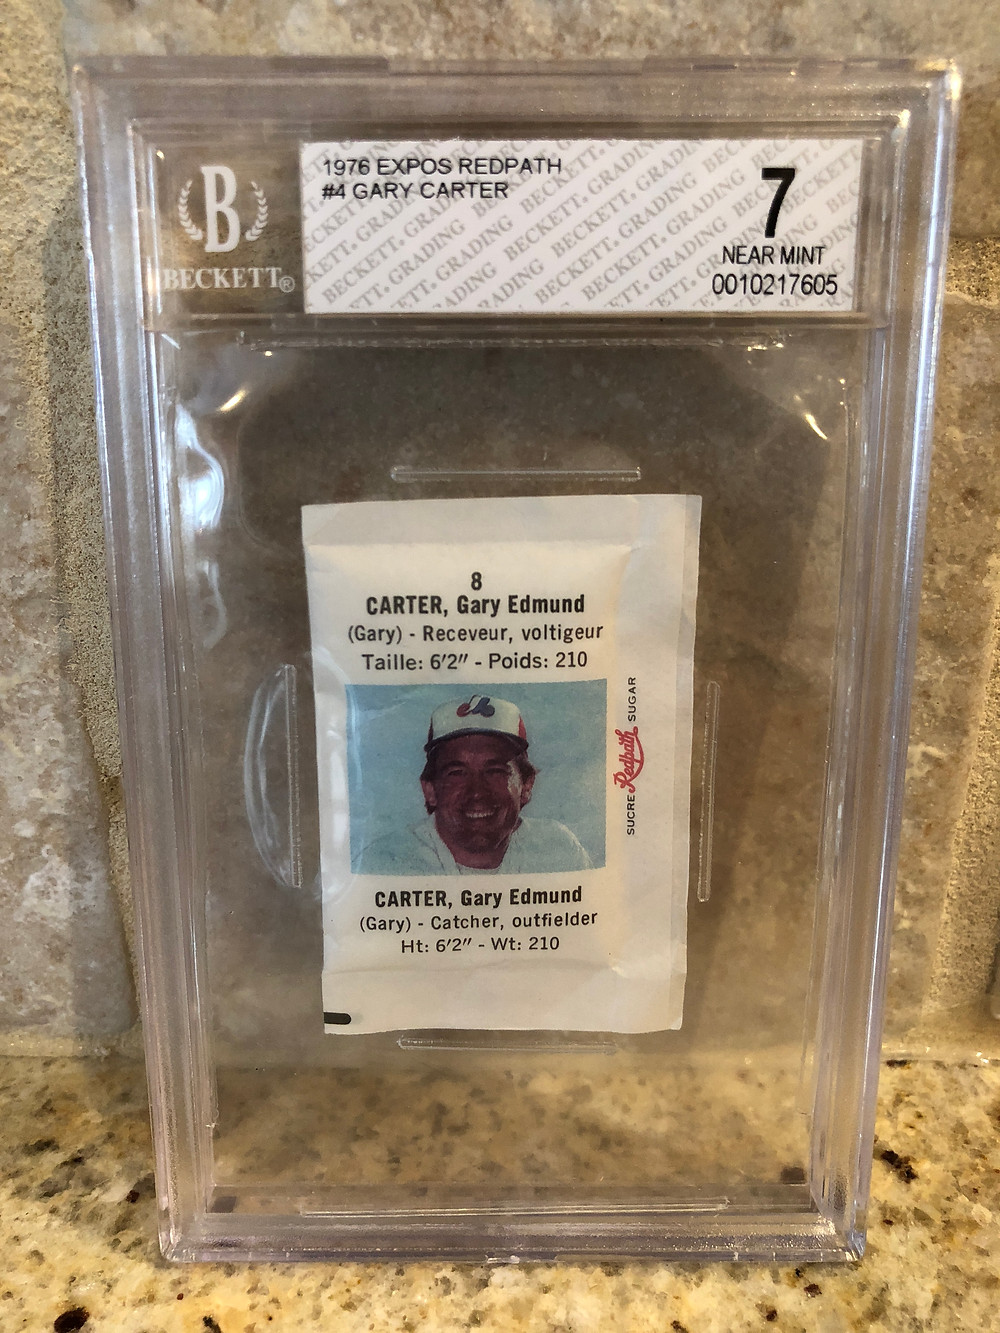 1976 EXPOS REDPATH
#4 GARY CARTER
7
NEAR MINT
0010217605
B
BECKETT®
8
CARTER, Gary Edmund
(Gary) - Receveur, voltigeur
Taille: 6'2" - Poids: 210
SUCRE Redpath SUGAR
CARTER, Gary Edmund
(Gary) - Catcher, outfielder
Ht: 6'2" - Wt: 210